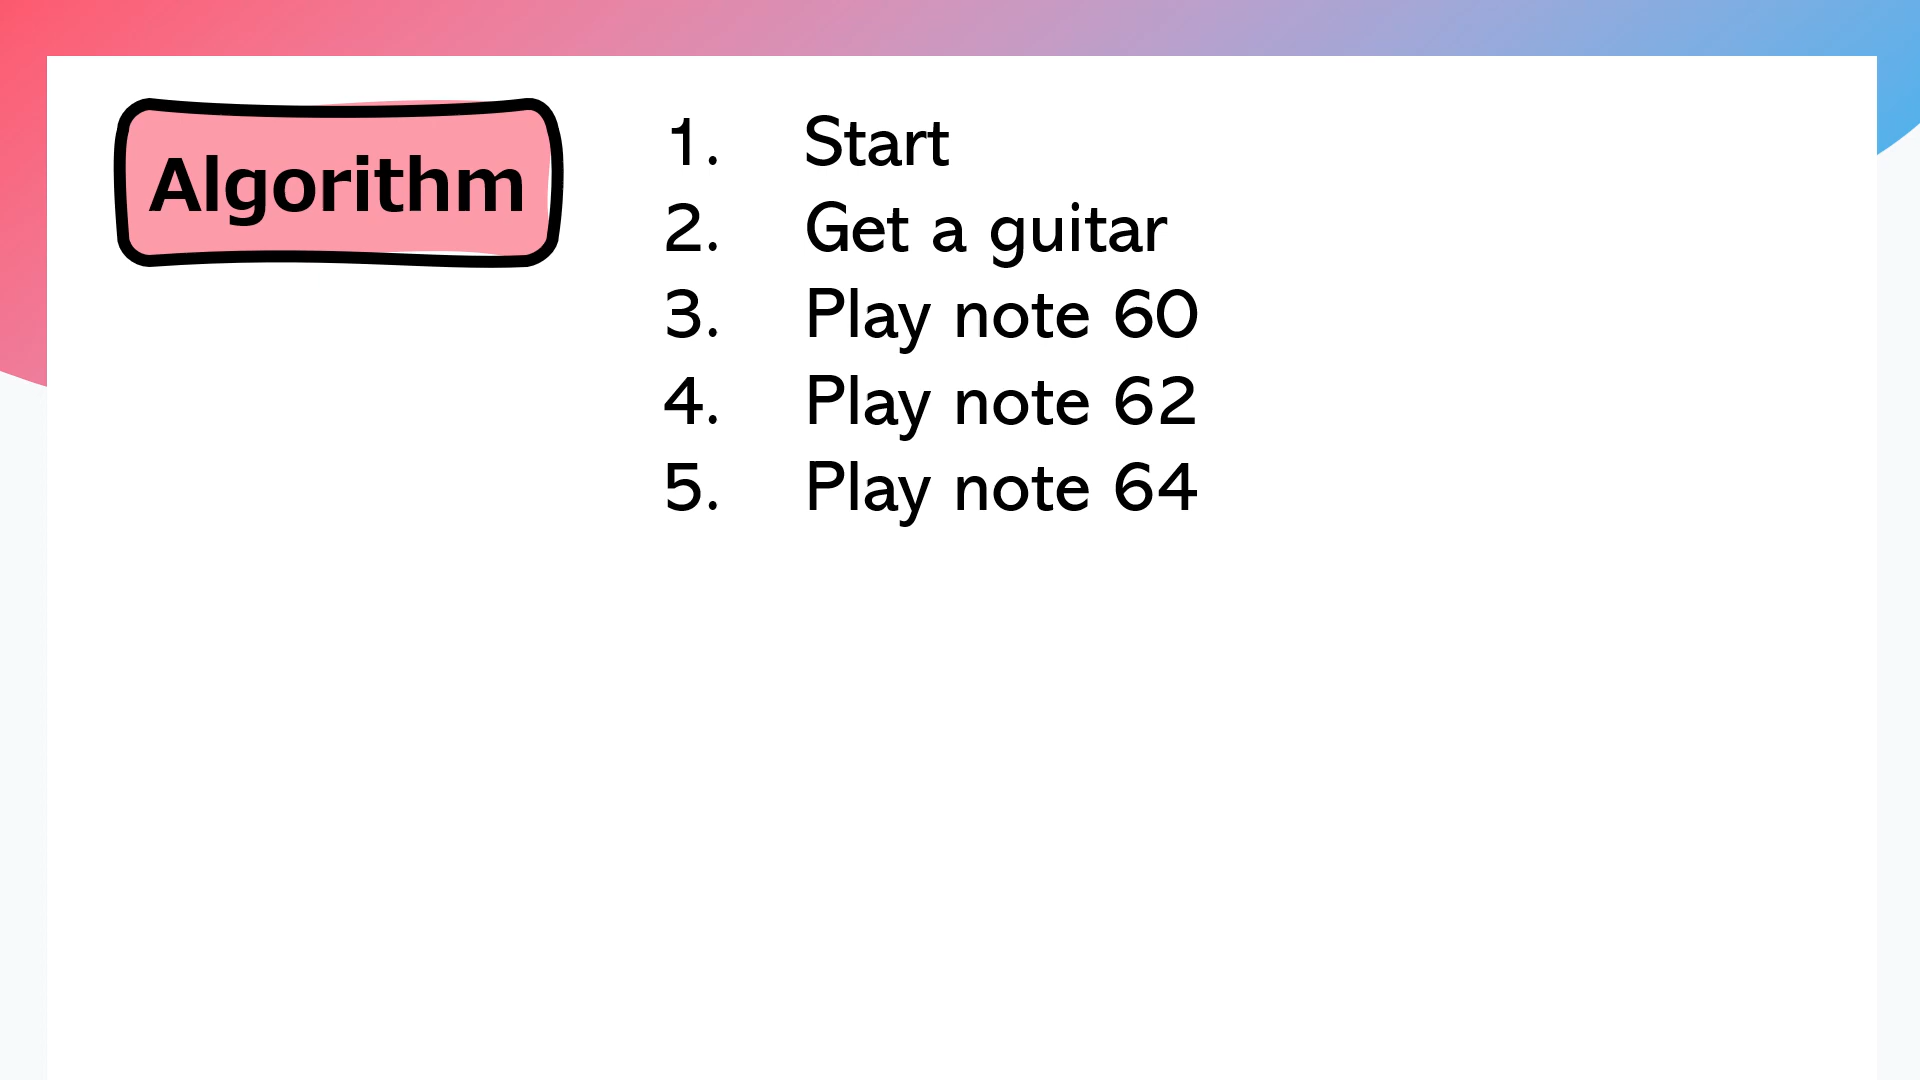 Algorithm
1. Start
2. Get a guitar
3. Play note 60
4. Play note 62
5. Play note 64